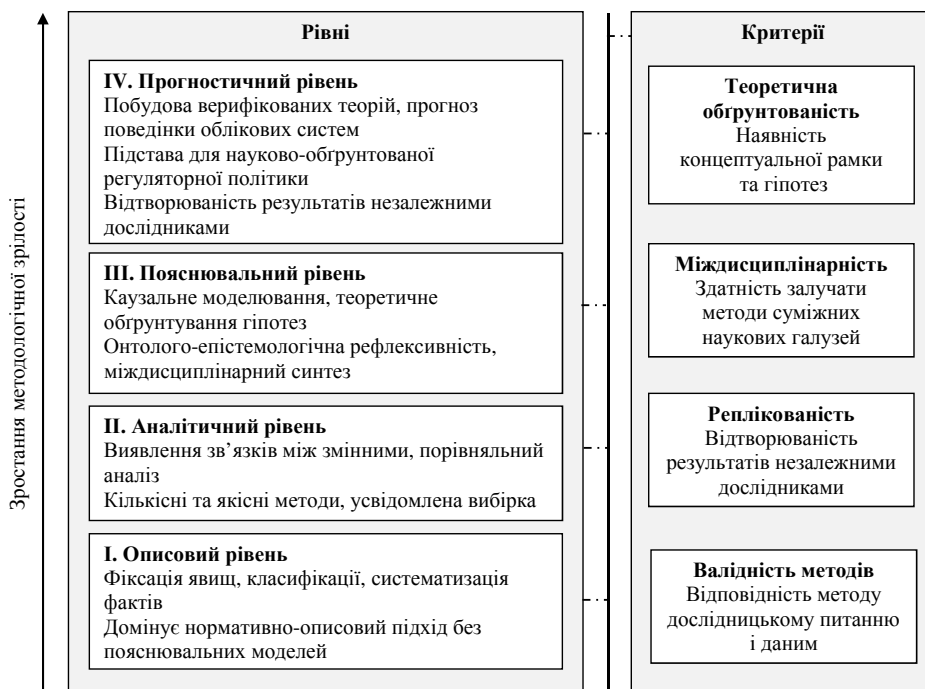 Зростання методологічної зрілості
Рівні
IV. Прогностичний рівень
Побудова верифікованих теорій, прогноз
поведінки облікових систем
Підстава для науково-обґрунтованої
регуляторної політики
Відтворюваність результатів незалежними
дослідниками
III. Пояснювальний рівень
Каузальне моделювання, теоретичне
обґрунтування гіпотез
Онтолого-епістемологічна рефлексивність,
міждисциплінарний синтез
II. Аналітичний рівень
Виявлення зв’язків між змінними, порівняльний
аналіз
Кількісні та якісні методи, усвідомлена вибірка
I. Описовий рівень
Фіксація явищ, класифікації, систематизація
фактів
Домінує нормативно-описовий підхід без
пояснювальних моделей
Критерії
Теоретична
обґрунтованість
Наявність
концептуальної рамки
та гіпотез
Міждисциплінарність
Здатність залучати
методи суміжних
наукових галузей
Реплікованість
Відтворюваність
результатів незалежними
дослідниками
Валідність методів
Відповідність методу
дослідницькому питанню
і даним